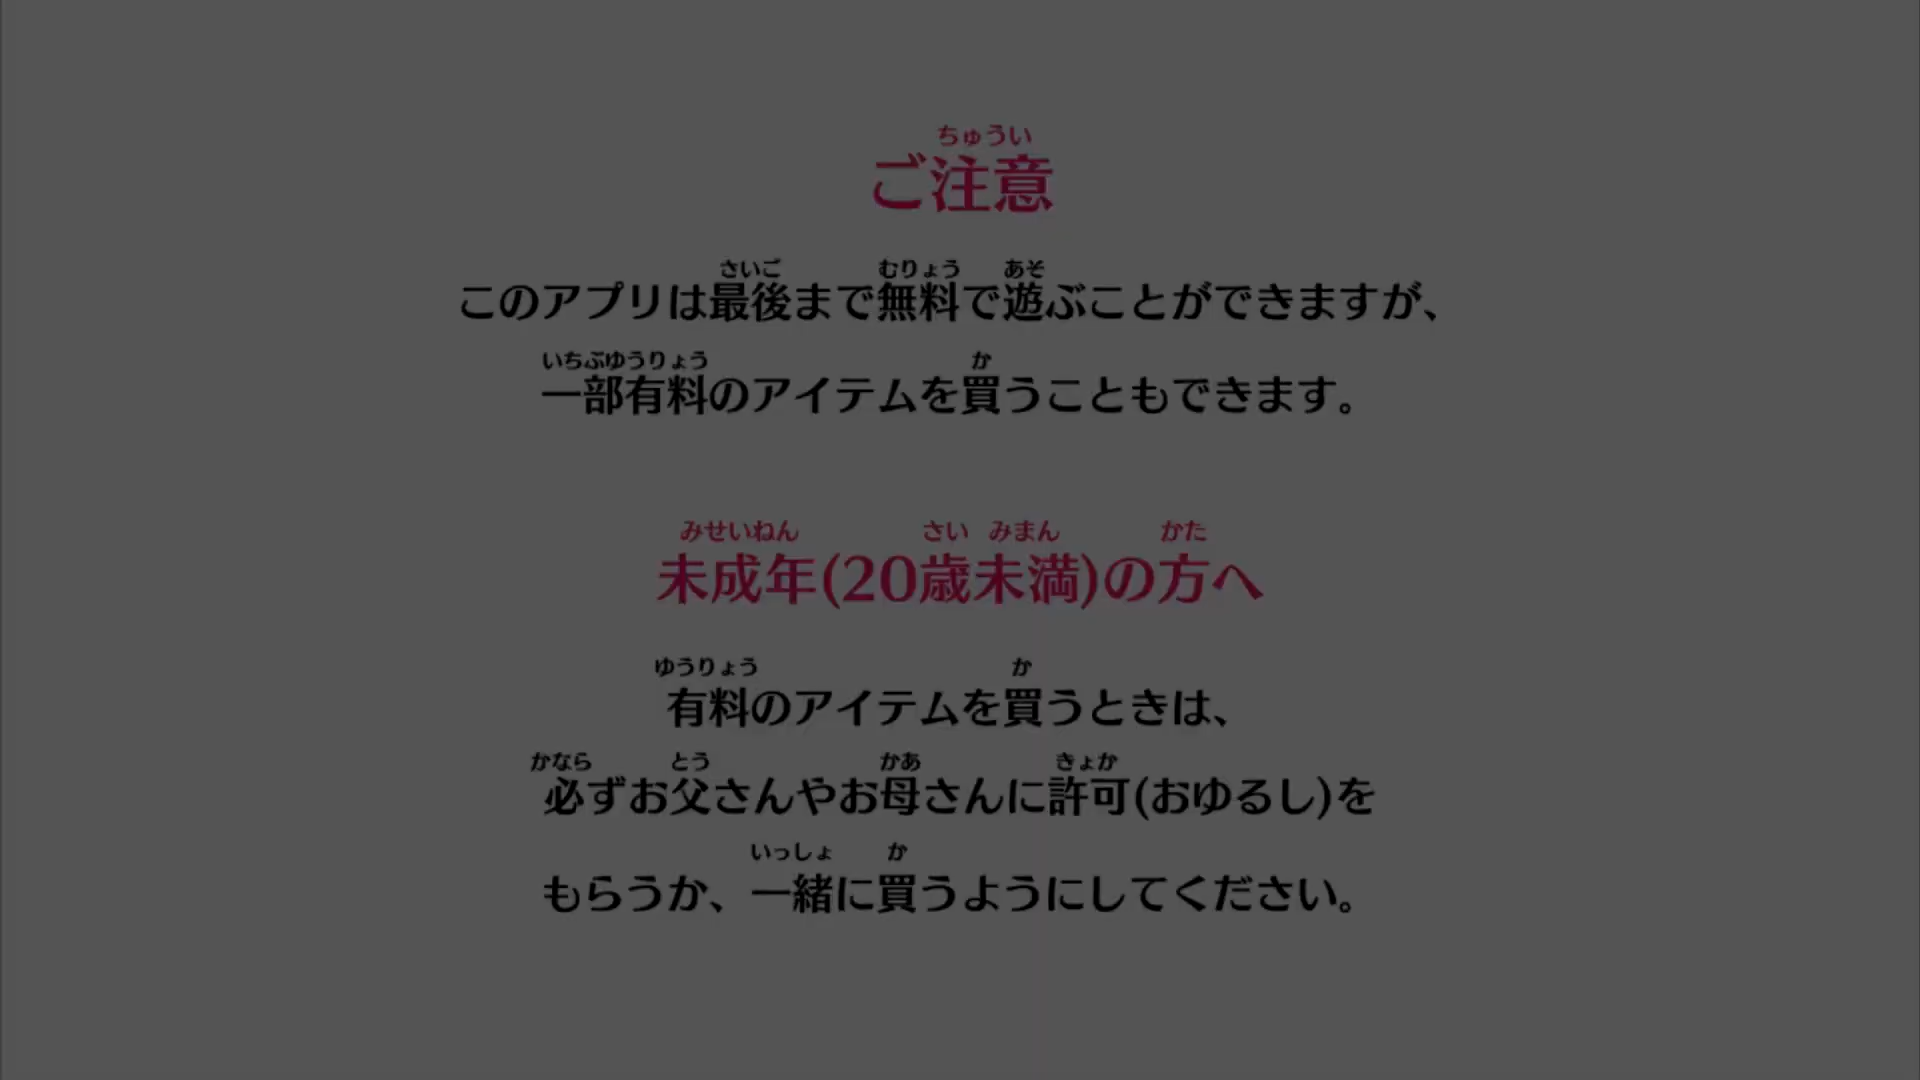 ちゅうい
ご注意
さいご むりょう あそ
このアプリは最後まで無料で遊ぶことができますが、
いちぶゆうりょう か
一部有料のアイテムを買うこともできます。
みせいねん さい みまん かた
未成年(20歳未満)の方へ
ゆうりょう か
有料のアイテムを買うときは、
かなら とう かあ きょか
必ずお父さんやお母さんに許可(おゆるし)を
いっしょ か
もらうか、一緒に買うようにしてください。